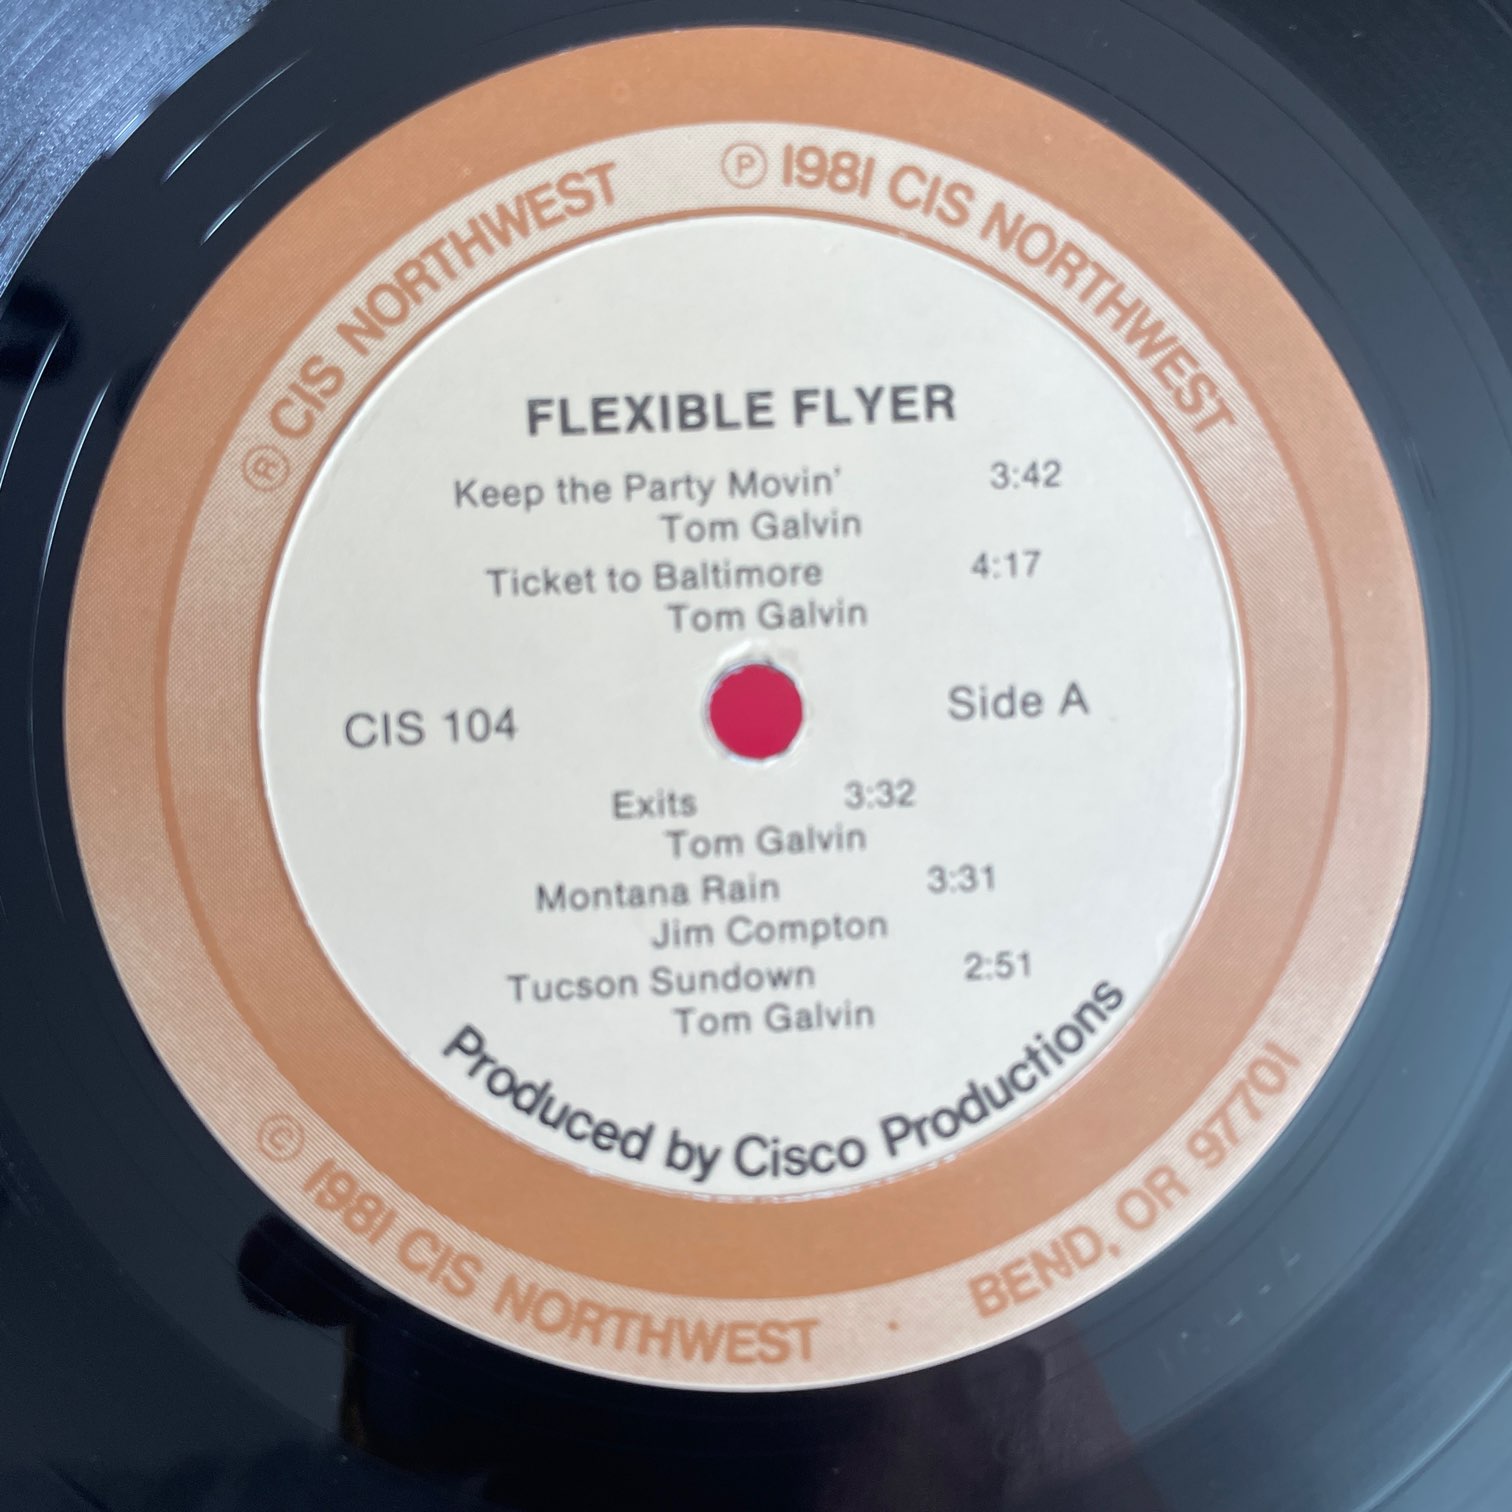 ® CIS NORTHWEST
℗ 1981 CIS NORTHWEST
FLEXIBLE FLYER
Keep the Party Movin' 3:42
Tom Galvin
Ticket to Baltimore 4:17
Tom Galvin
CIS 104 Side A
Exits 3:32
Tom Galvin
Montana Rain 3:31
Jim Compton
Tucson Sundown 2:51
Tom Galvin
Produced by Cisco Productions
© 1981 CIS NORTHWEST · BEND, OR 97701